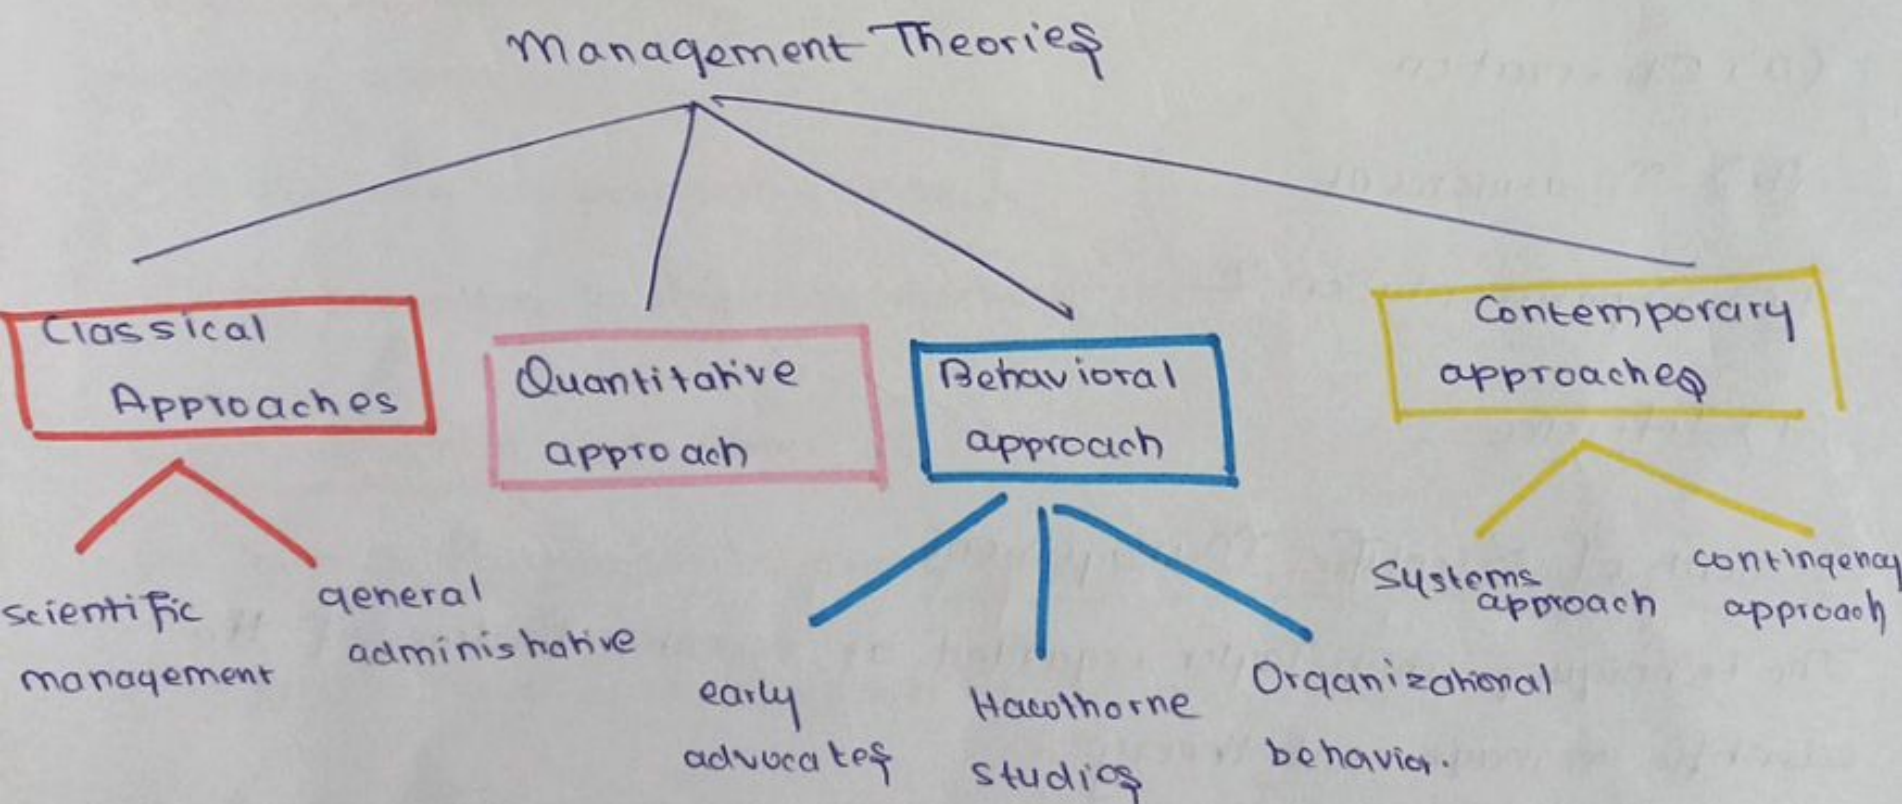 Management Theories
Classical
Approaches
Quantitative
approach
Behavioral
approach
Contemporary
approaches
scientific
management
general
administrative
early
advocates
Hawthorne
studies
Organizational
behavior.
Systems
approach
contingency
approach